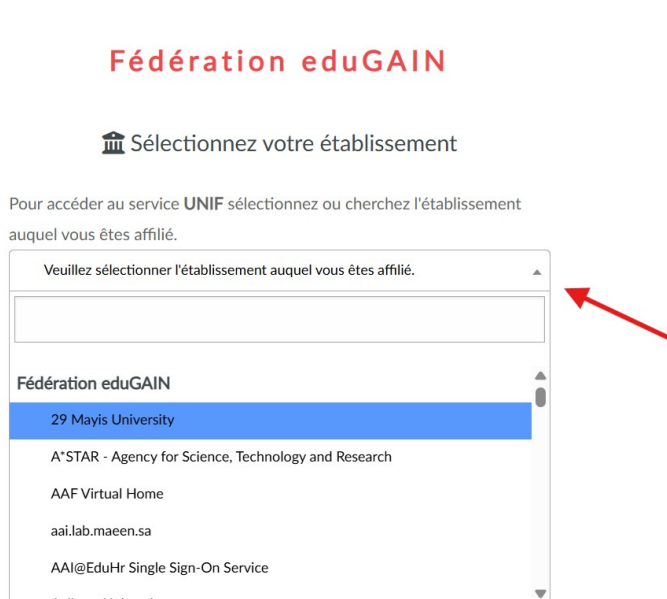 Fédération eduGAIN
Sélectionnez votre établissement
Pour accéder au service UNIF sélectionnez ou cherchez l'établissement
auquel vous êtes affilié.
Veuillez sélectionner l'établissement auquel vous êtes affilié.
Fédération eduGAIN
29 Mayis University
A*STAR - Agency for Science, Technology and Research
AAF Virtual Home
aai.lab.maeen.sa
AAI@EduHr Single Sign-On Service